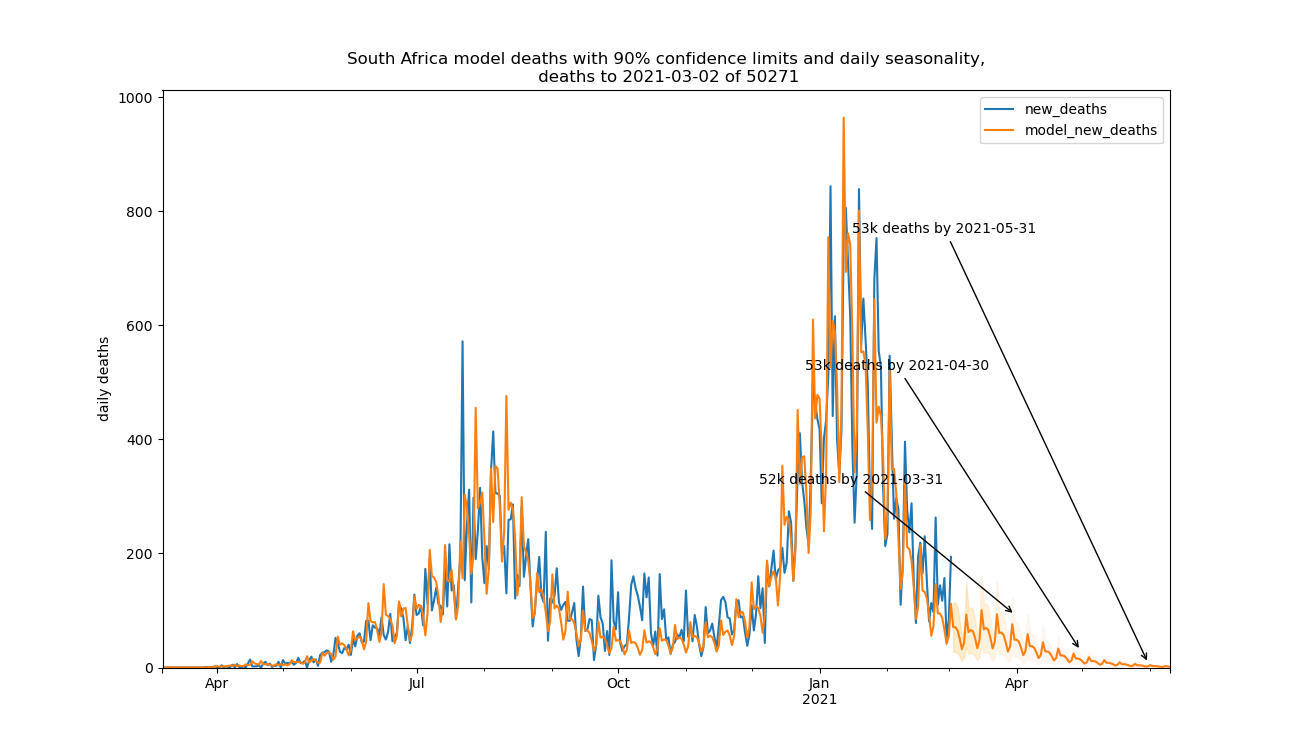 South Africa model deaths with 90% confidence limits and daily seasonality,
deaths to 2021-03-02 of 50271
1000
new_deaths
model_new_deaths
800
53k deaths by 2021-05-31
600
daily deaths
53k deaths by 2021-04-30
400
52k deaths by 2021-03-31
200
0
Apr
Jul
Oct
Jan
2021
Apr